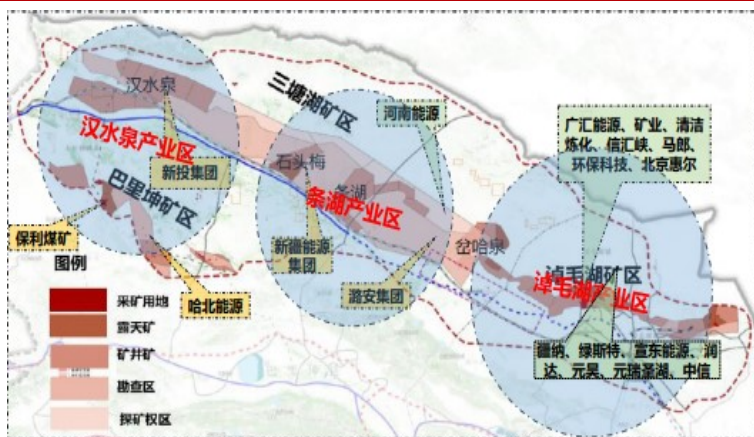 汉水泉
三塘湖矿区
河南能源
汉水泉产业区
新投集团
石头梅
条湖
巴里坤矿区
条湖产业区
保利煤矿
新疆能源
集团
岔哈泉
潞安集团
哈北能源
广汇能源、矿业、清洁
炼化、信汇峡、马郎、
环保科技、北京惠尔
淖毛湖矿区
淖毛湖产业区
疆纳、绿斯特、宣东能源、润
达、元昊、元瑞圣湖、中信
图例
采矿用地
露天矿
矿井矿
勘查区
探矿权区